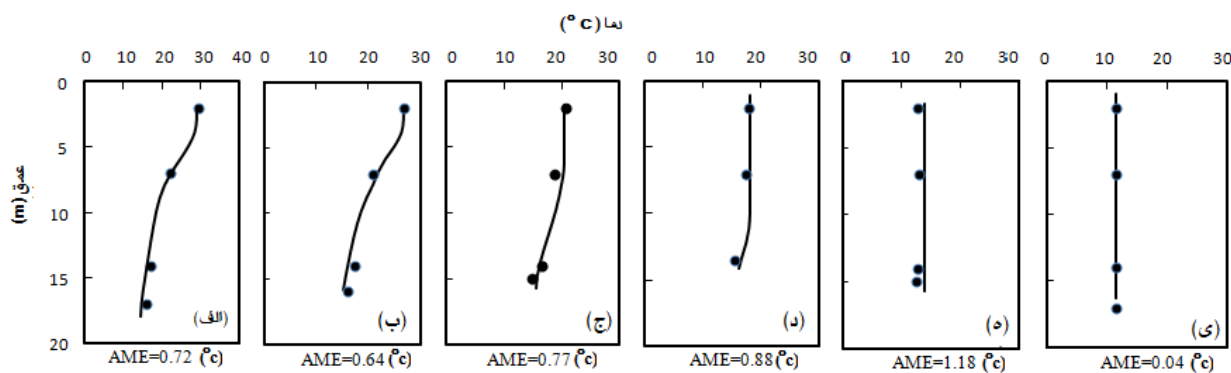 دما (°c)
0 10 20 30 40
0 10 20 30
0 10 20 30
0 10 20 30
0 10 20 30
0 10 20 30
عمق (m)
0
5
10
15
20
(الف)
(ب)
(ج)
(د)
(ه)
(ی)
AME=0.72 (°c)
AME=0.64 (°c)
AME=0.77 (°c)
AME=0.88 (°c)
AME=1.18 (°c)
AME=0.04 (°c)